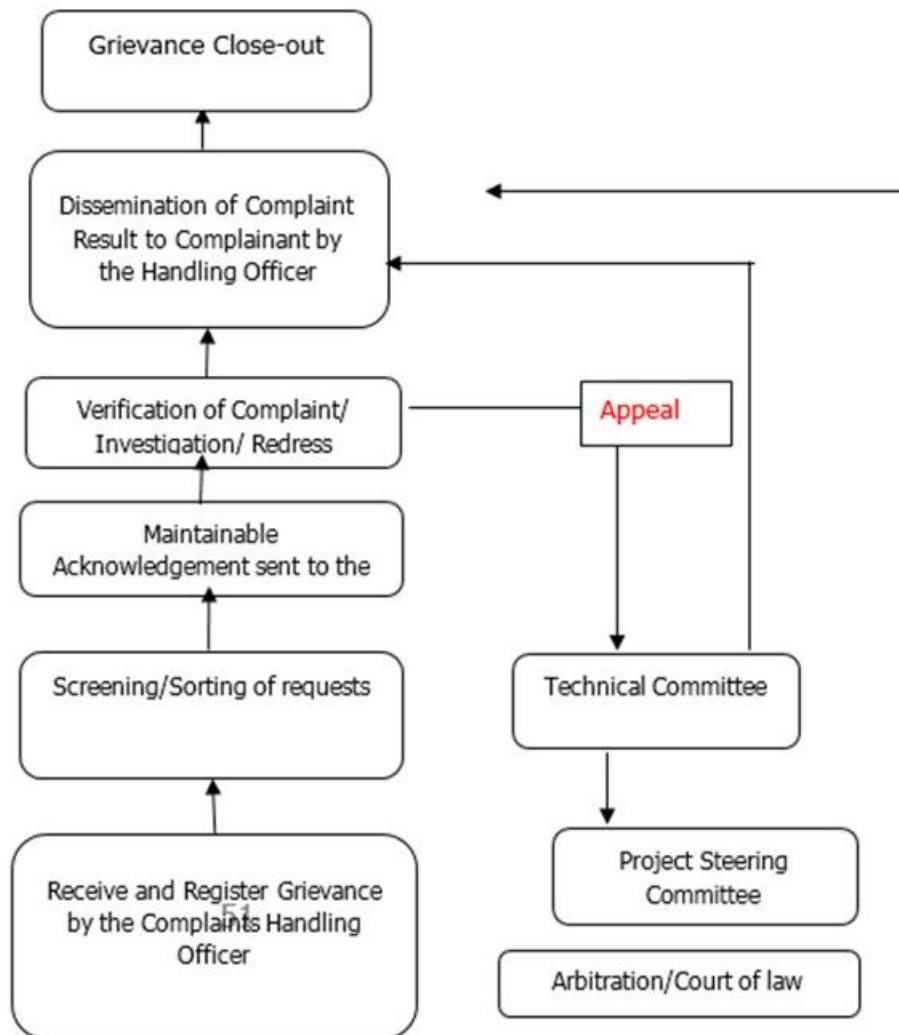 Grievance Close-out
Dissemination of Complaint
Result to Complainant by
the Handling Officer
Verification of Complaint/
Investigation/ Redress
Appeal
Maintainable
Acknowledgement sent to the
Screening/Sorting of requests
Technical Committee
Receive and Register Grievance
by the Complaints Handling
Officer
51
Project Steering
Committee
Arbitration/Court of law